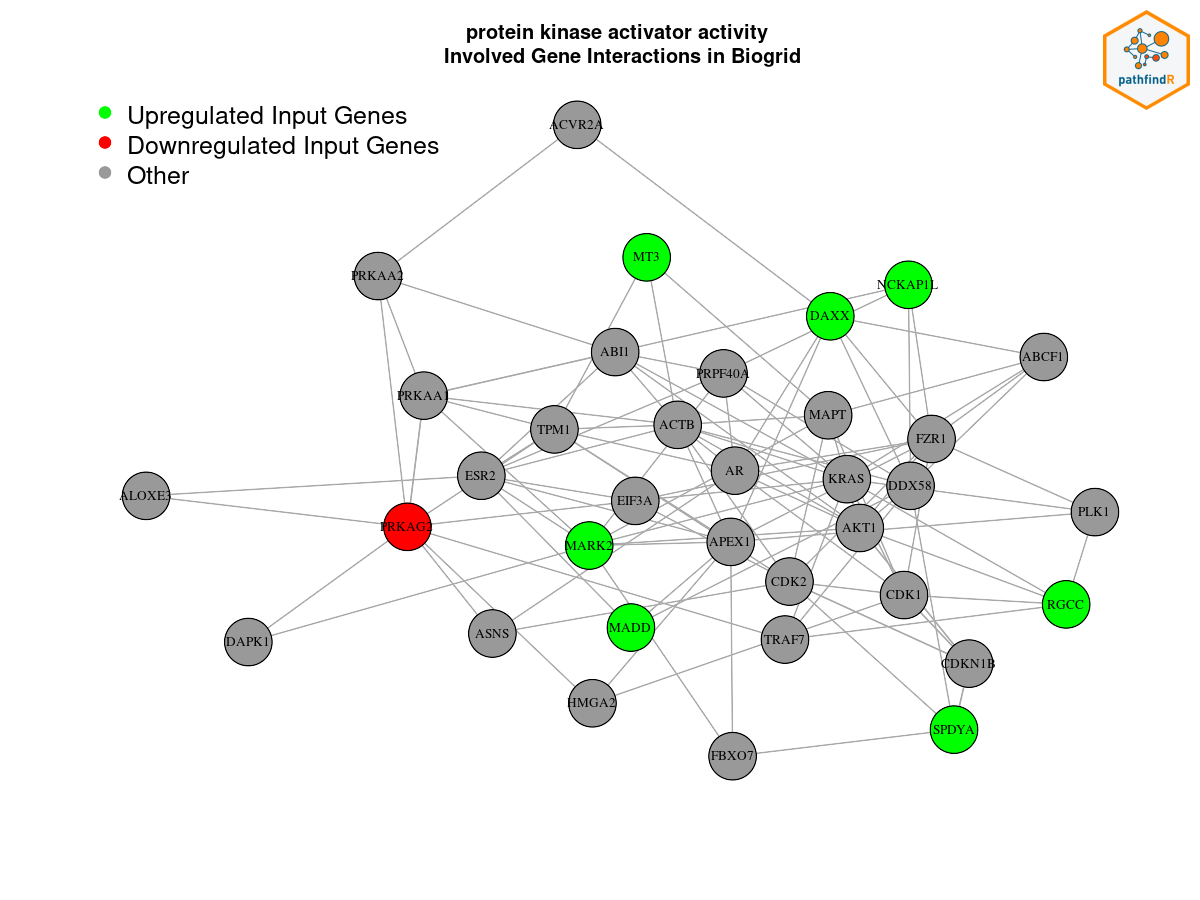 protein kinase activator activity
Involved Gene Interactions in Biogrid
pathfindR
Upregulated Input Genes
Downregulated Input Genes
Other
ACVR2A
MT3
PRKAA2
NCKAP1L
DAXX
ABI1
ABCF1
PRPF40A
PRKAA1
MAPT
TPM1
ACTB
FZR1
AR
ESR2
KRAS
DDX58
ALOXE3
EIF3A
PLK1
PRKAG2
AKT1
MARK2
APEX1
CDK2
CDK1
RGCC
MADD
ASNS
DAPK1
TRAF7
CDKN1B
HMGA2
SPDYA
FBXO7